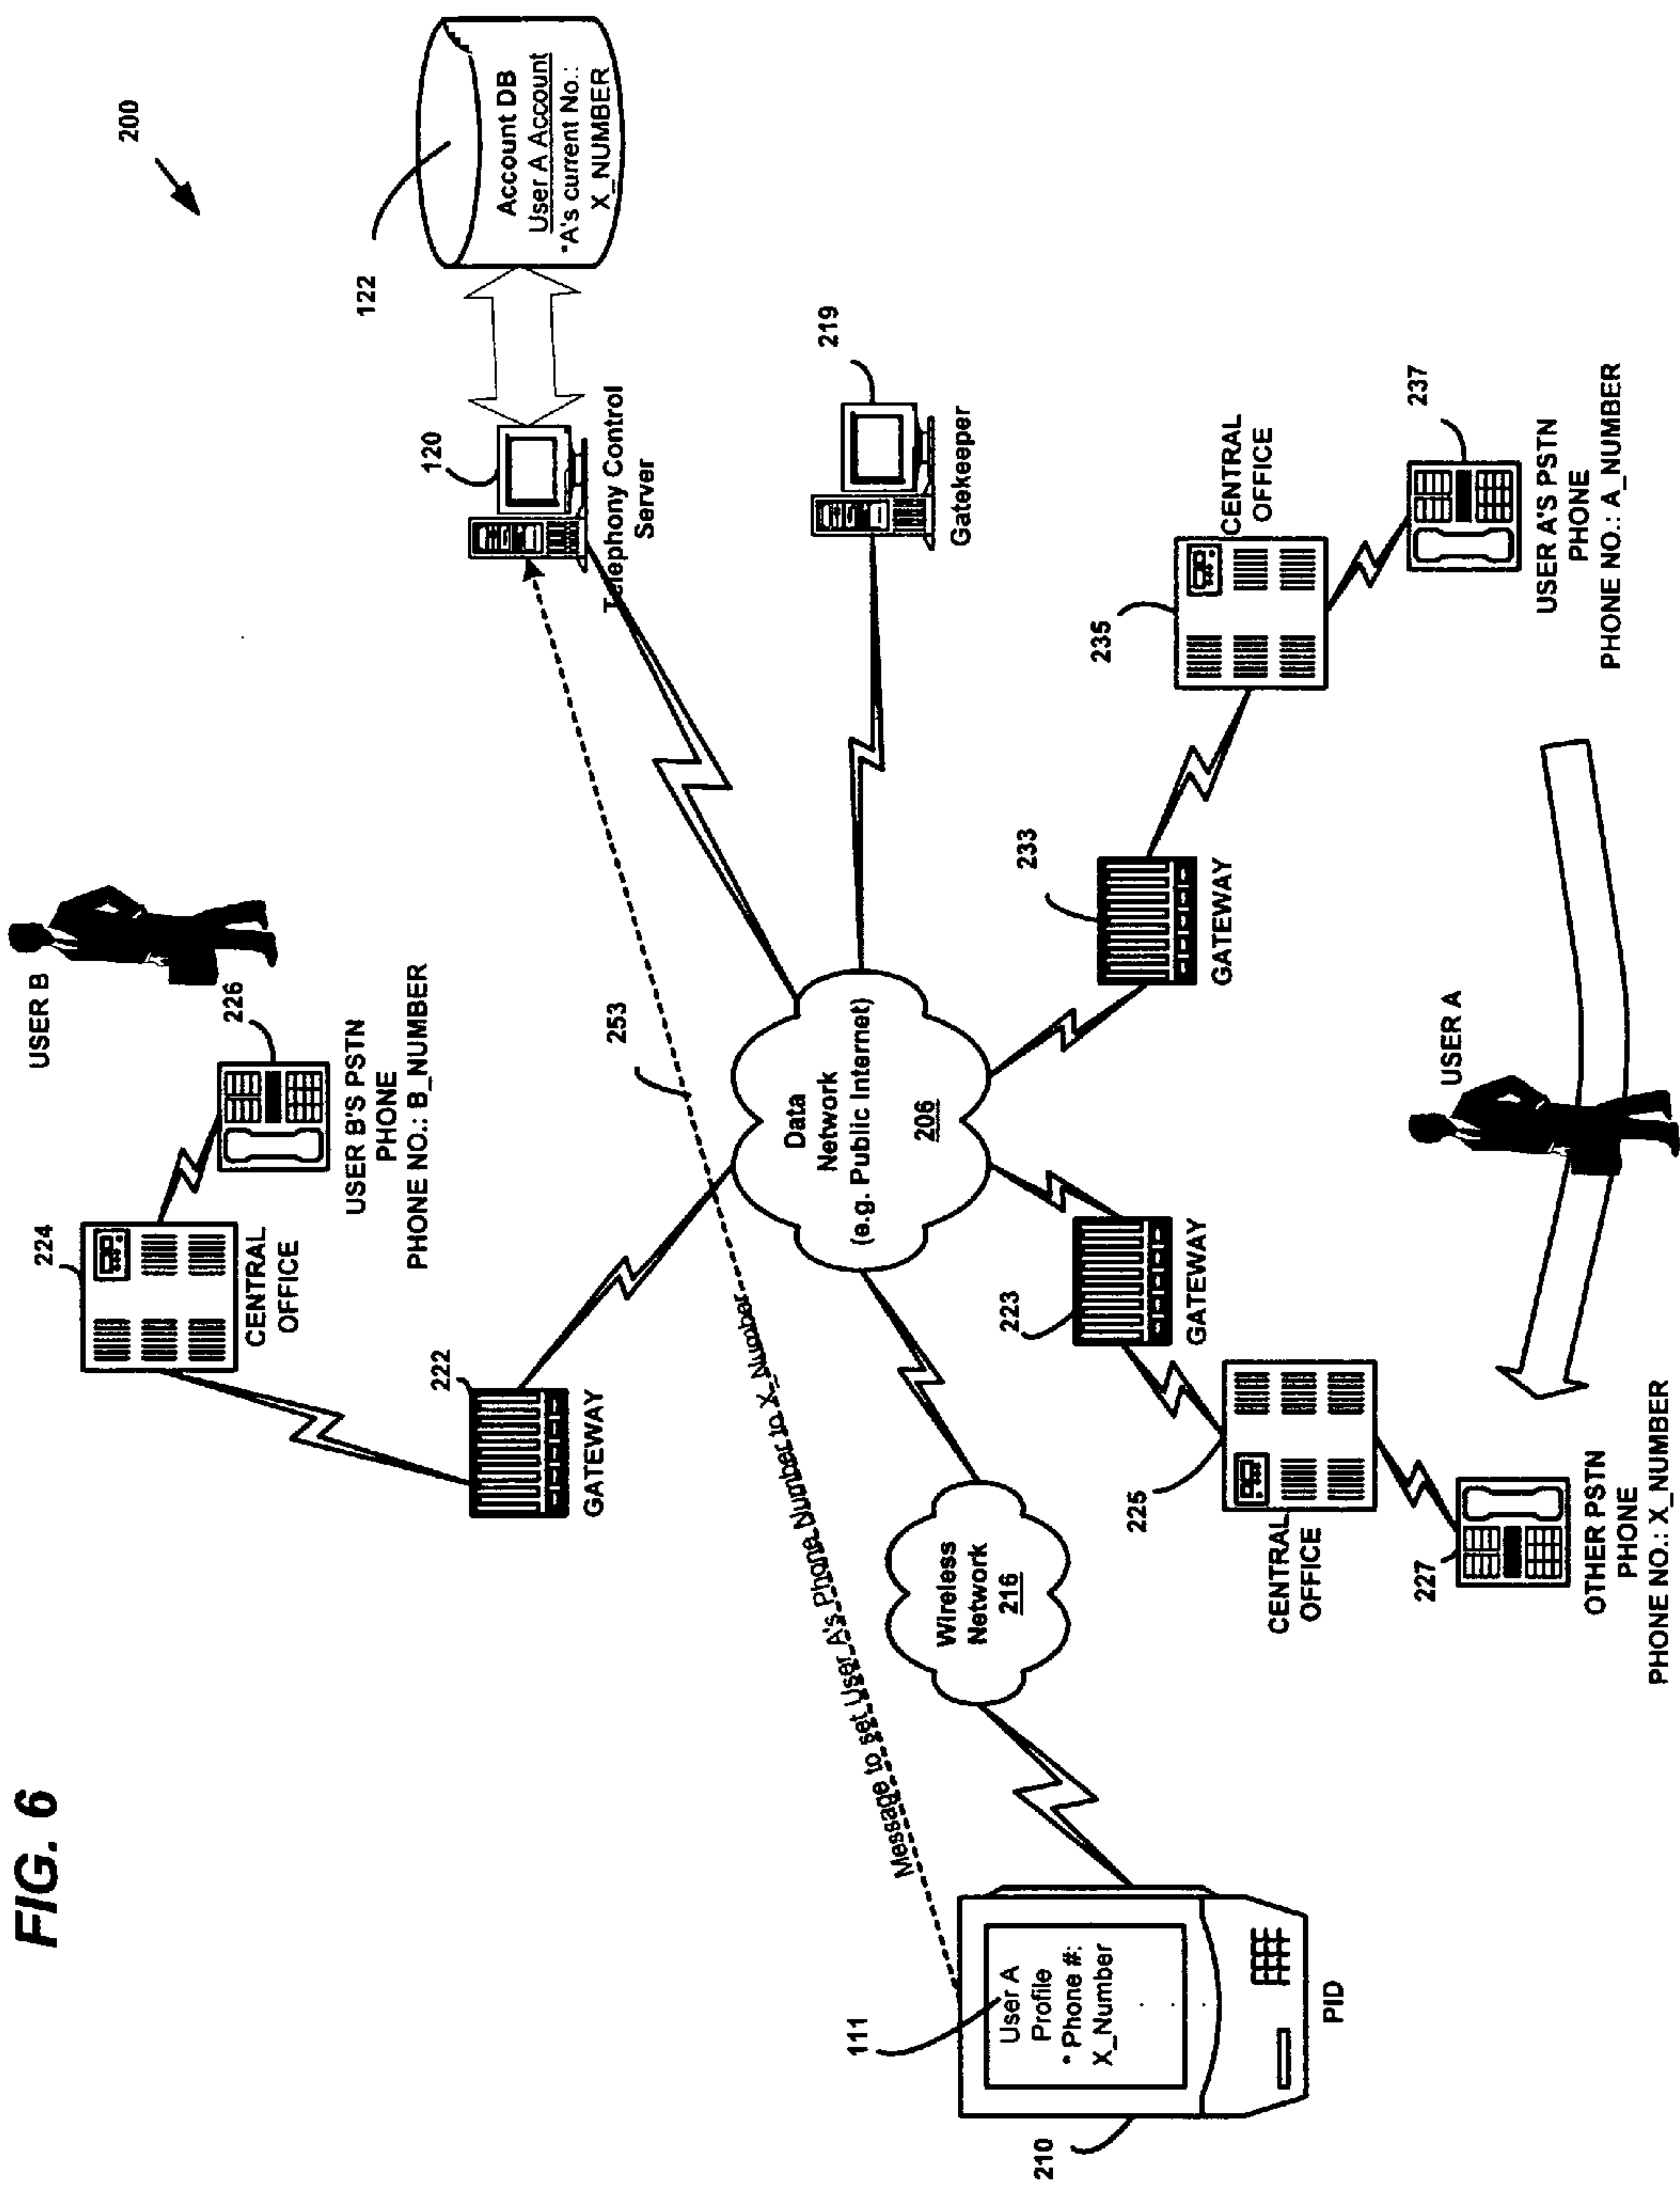 FIG. 6
200
USER B
224
CENTRAL
OFFICE
226
USER B'S PSTN
PHONE
PHONE NO.: B_NUMBER
222
GATEWAY
253
Message to set User A's Phone Number to X_Number
120
Telephony Control
Server
122
Account DB
User A Account
*A's current No.:
X_NUMBER
219
Gatekeeper
Data
Network
(e.g. Public Internet)
206
Wireless
Network
216
210
111
User A
Profile
* Phone #:
X_Number
PID
223
GATEWAY
225
CENTRAL
OFFICE
227
OTHER PSTN
PHONE
PHONE NO.: X_NUMBER
USER A
233
GATEWAY
235
CENTRAL
OFFICE
237
USER A'S PSTN
PHONE
PHONE NO.: A_NUMBER